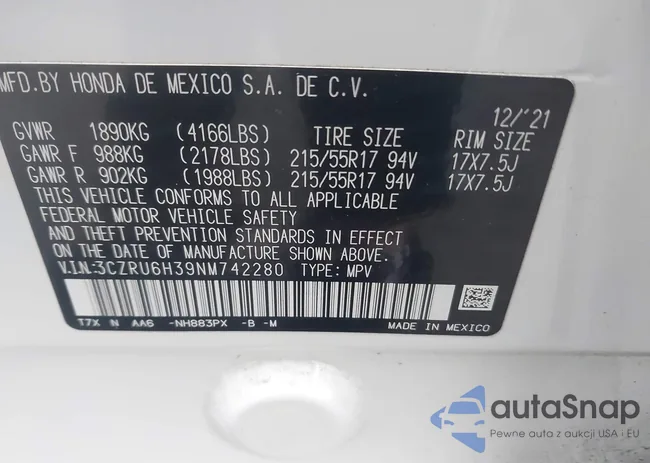 MFD.BY HONDA DE MEXICO S.A. DE C.V.
12/'21
GVWR 1890KG (4166LBS) TIRE SIZE RIM SIZE
GAWR F 988KG (2178LBS) 215/55R17 94V 17X7.5J
GAWR R 902KG (1988LBS) 215/55R17 94V 17X7.5J
THIS VEHICLE CONFORMS TO ALL APPLICABLE
FEDERAL MOTOR VEHICLE SAFETY
AND THEFT PREVENTION STANDARDS IN EFFECT
ON THE DATE OF MANUFACTURE SHOWN ABOVE.
V.I.N: 3CZRU6H39NM742280 TYPE: MPV
T7X N AA6 -NH883PX -B -M MADE IN MEXICO
autaSnap
Pewne auta z aukcji USA i EU